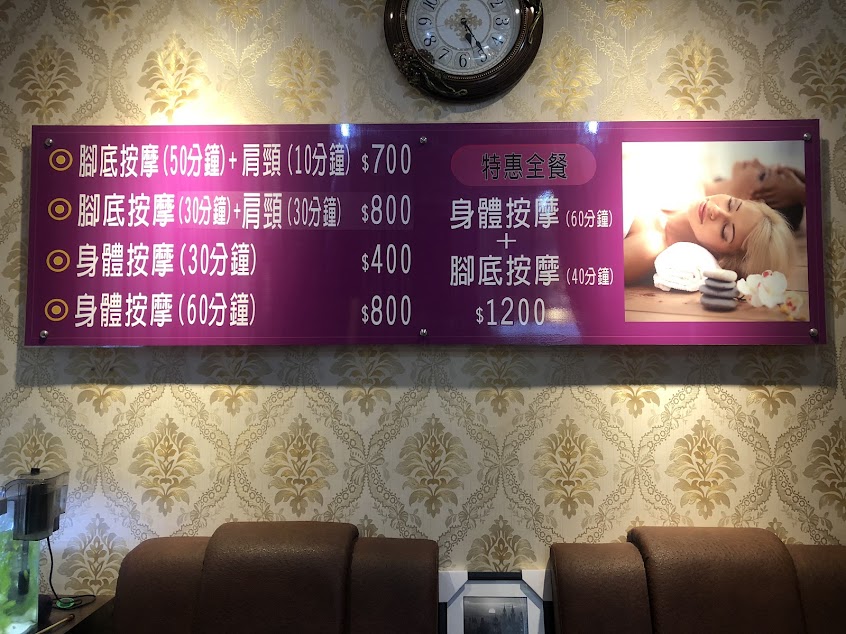 腳底按摩(50分鐘)+肩頸(10分鐘) $700
腳底按摩(30分鐘)+肩頸(30分鐘) $800
身體按摩(30分鐘) $400
身體按摩(60分鐘) $800
特惠全餐
身體按摩(60分鐘)
+
腳底按摩(40分鐘)
$1200